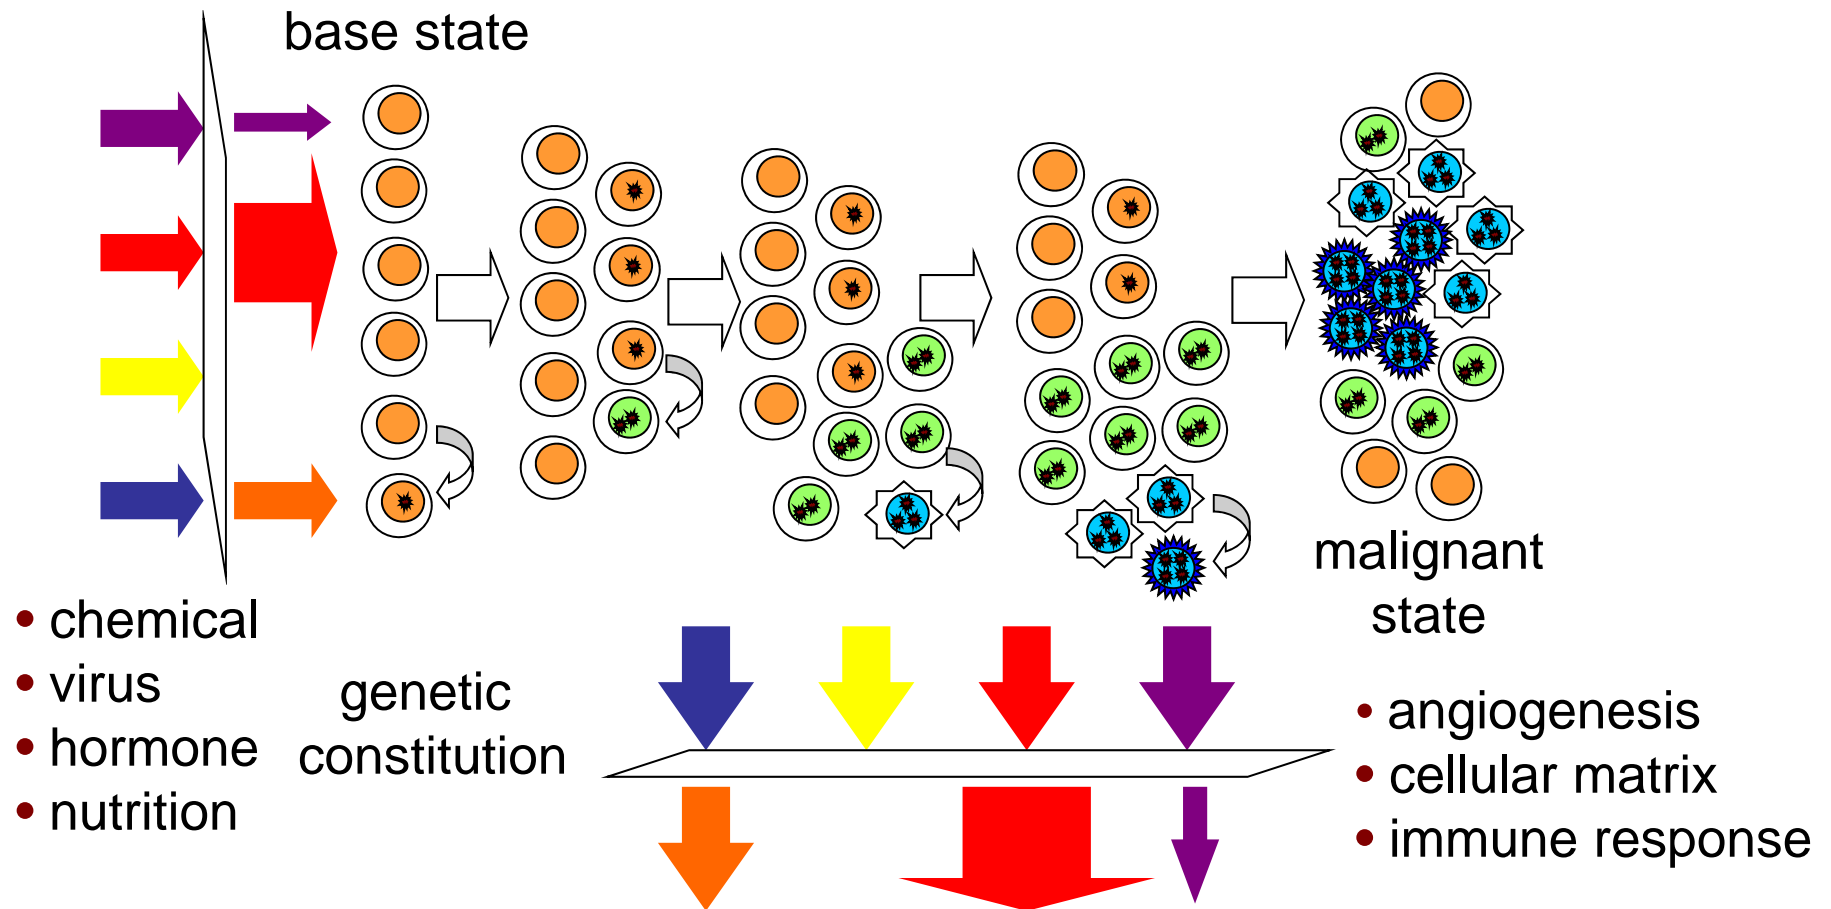 base state
malignant
state
• chemical
• virus
• hormone
• nutrition
genetic
constitution
• angiogenesis
• cellular matrix
• immune response